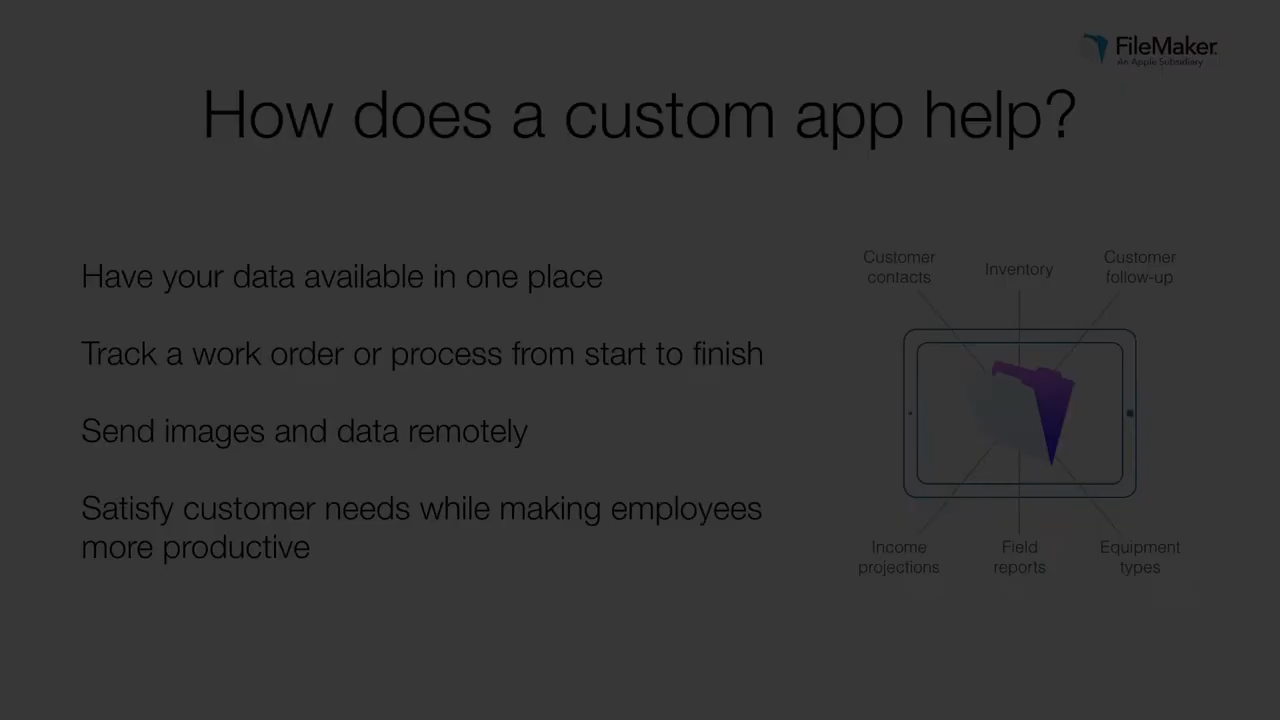 FileMaker
An Apple Subsidiary
How does a custom app help?
Have your data available in one place
Track a work order or process from start to finish
Send images and data remotely
Satisfy customer needs while making employees
more productive
Customer
contacts
Inventory
Customer
follow-up
Income
projections
Field
reports
Equipment
types